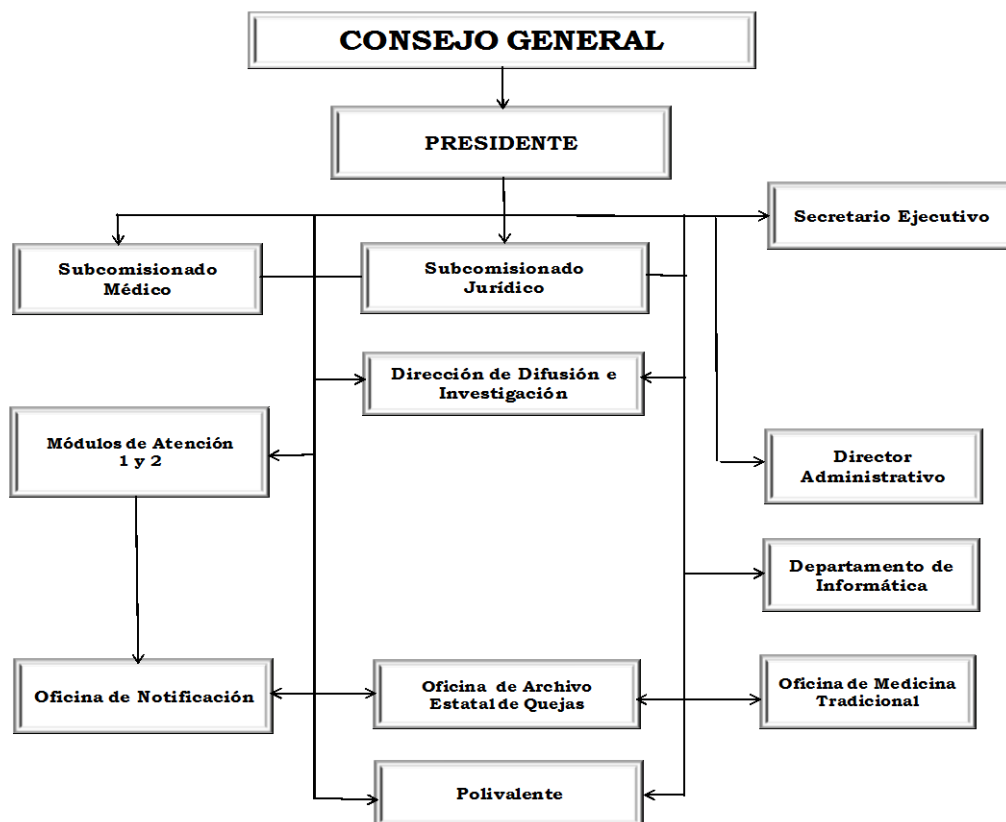 CONSEJO GENERAL
PRESIDENTE
Secretario Ejecutivo
Subcomisionado
Médico
Subcomisionado
Jurídico
Dirección de Difusión e
Investigación
Módulos de Atención
1 y 2
Director
Administrativo
Departamento de
Informática
Oficina de Notificación
Oficina de Archivo
Estatal de Quejas
Oficina de Medicina
Tradicional
Polivalente